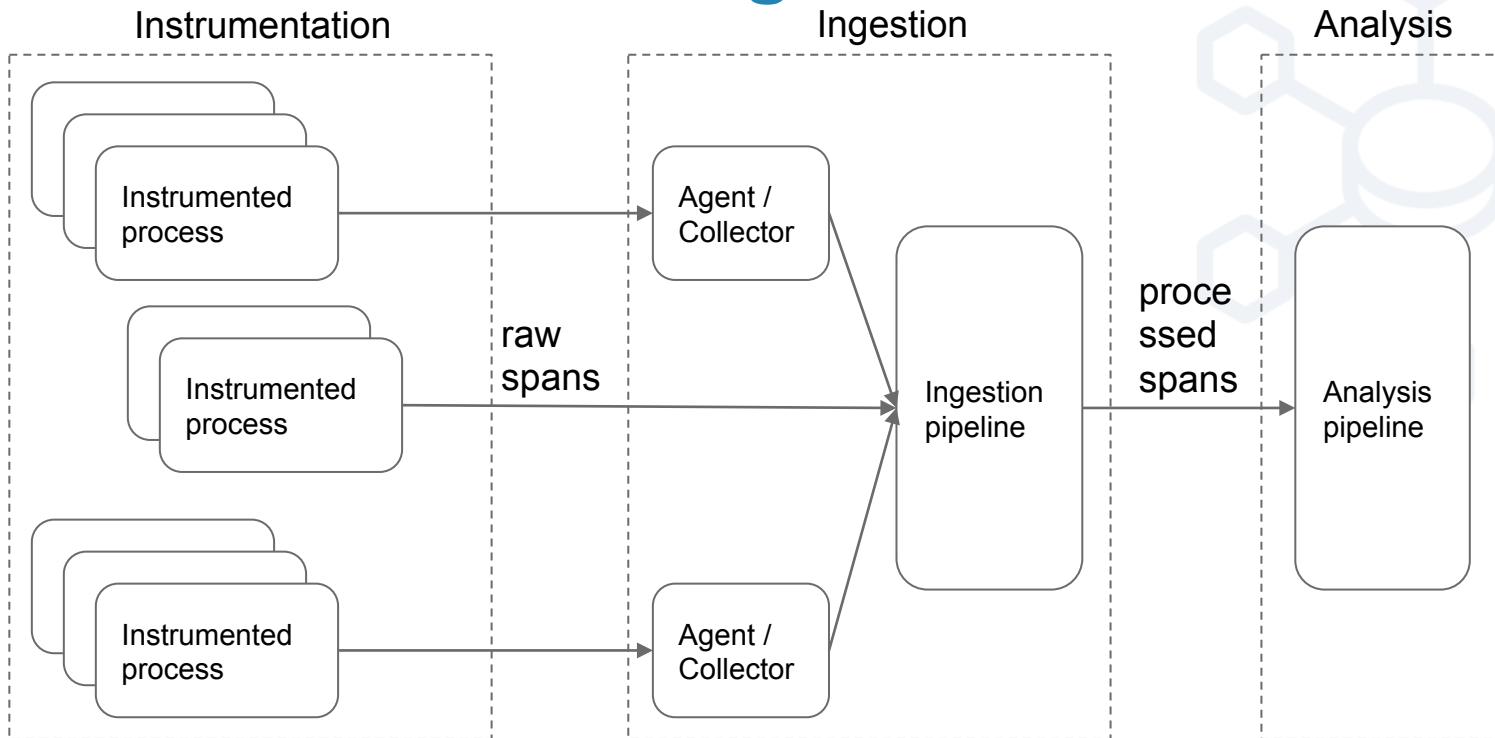 Instrumentation
Ingestion
Analysis
Instrumented
process
Agent /
Collector
Instrumented
process
raw
spans
Ingestion
pipeline
proce
ssed
spans
Analysis
pipeline
Instrumented
process
Agent /
Collector